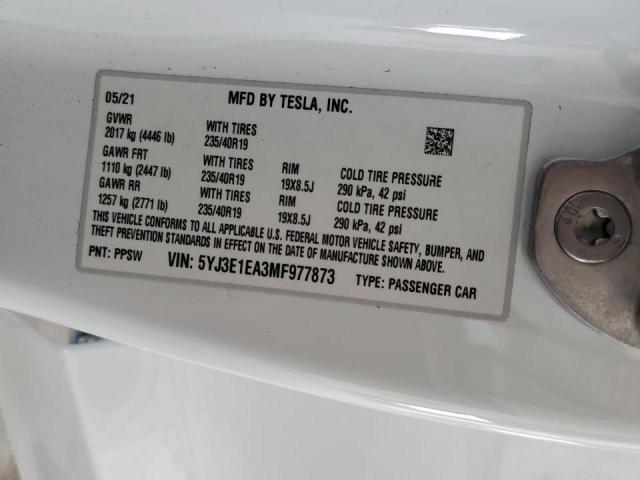 05/21 MFD BY TESLA, INC.
GVWR
2017 kg (4446 lb) WITH TIRES 235/40R19
GAWR FRT
1110 kg (2447 lb) WITH TIRES 235/40R19 RIM 19X8.5J COLD TIRE PRESSURE 290 kPa, 42 psi
GAWR RR
1257 kg (2771 lb) WITH TIRES 235/40R19 RIM 19X8.5J COLD TIRE PRESSURE 290 kPa, 42 psi
THIS VEHICLE CONFORMS TO ALL APPLICABLE U.S. FEDERAL MOTOR VEHICLE SAFETY, BUMPER, AND
THEFT PREVENTION STANDARDS IN EFFECT ON THE DATE OF MANUFACTURE SHOWN ABOVE.
PNT: PPSW VIN: 5YJ3E1EA3MF977873 TYPE: PASSENGER CAR